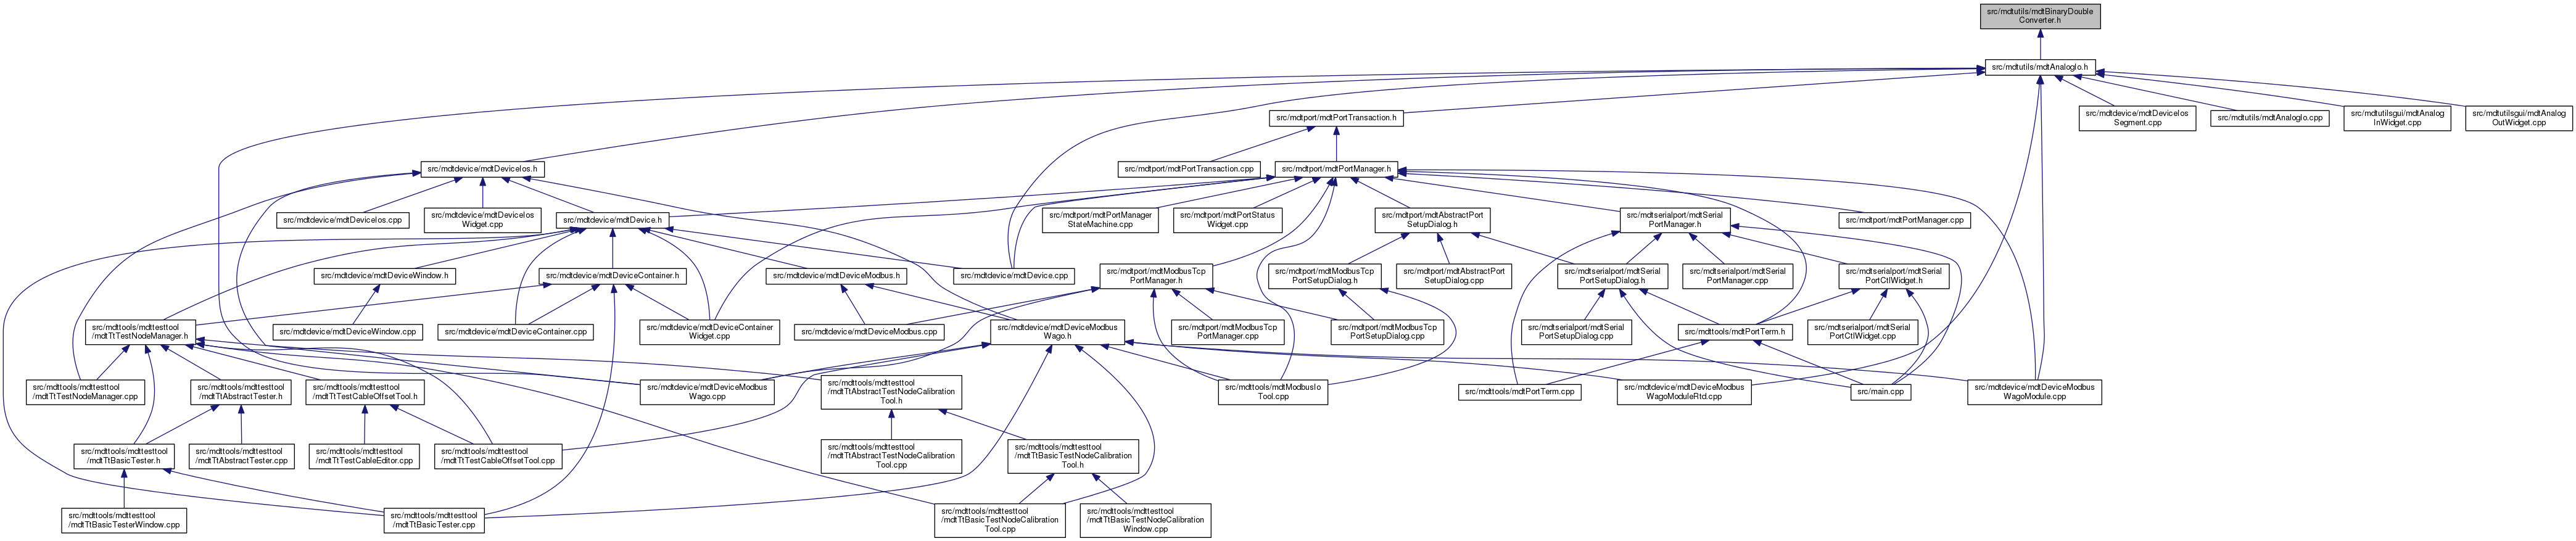 src/mdtutils/mdtBinaryDouble
Converter.h
src/mdtutils/mdtAnalogIo.h
src/mdtdevice/mdtDeviceIos
Segment.cpp
src/mdtutils/mdtAnalogIo.cpp
src/mdtutilsgui/mdtAnalog
InWidget.cpp
src/mdtutilsgui/mdtAnalog
OutWidget.cpp
src/mdtport/mdtPortTransaction.h
src/mdtdevice/mdtDeviceIos.h
src/mdtport/mdtPortTransaction.cpp
src/mdtport/mdtPortManager.h
src/mdtdevice/mdtDeviceIos.cpp
src/mdtdevice/mdtDeviceIos
Widget.cpp
src/mdtdevice/mdtDevice.h
src/mdtport/mdtPortManager
StateMachine.cpp
src/mdtport/mdtPortStatus
Widget.cpp
src/mdtport/mdtAbstractPort
SetupDialog.h
src/mdtserialport/mdtSerial
PortManager.h
src/mdtport/mdtPortManager.cpp
src/mdtdevice/mdtDeviceWindow.h
src/mdtdevice/mdtDeviceContainer.h
src/mdtdevice/mdtDeviceModbus.h
src/mdtdevice/mdtDevice.cpp
src/mdtport/mdtModbusTcp
PortManager.h
src/mdtport/mdtModbusTcp
PortSetupDialog.h
src/mdtport/mdtAbstractPort
SetupDialog.cpp
src/mdtserialport/mdtSerial
PortSetupDialog.h
src/mdtserialport/mdtSerial
PortManager.cpp
src/mdtserialport/mdtSerial
PortCtlWidget.h
src/mdttools/mdttesttool
/mdtTtTestNodeManager.h
src/mdtdevice/mdtDeviceWindow.cpp
src/mdtdevice/mdtDeviceContainer.cpp
src/mdtdevice/mdtDeviceContainer
Widget.cpp
src/mdtdevice/mdtDeviceModbus.cpp
src/mdtdevice/mdtDeviceModbus
Wago.h
src/mdtport/mdtModbusTcp
PortManager.cpp
src/mdtport/mdtModbusTcp
PortSetupDialog.cpp
src/mdtserialport/mdtSerial
PortSetupDialog.cpp
src/mdttools/mdtPortTerm.h
src/mdtserialport/mdtSerial
PortCtlWidget.cpp
src/mdttools/mdttesttool
/mdtTtTestNodeManager.cpp
src/mdttools/mdttesttool
/mdtTtAbstractTester.h
src/mdttools/mdttesttool
/mdtTtTestCableOffsetTool.h
src/mdtdevice/mdtDeviceModbus
Wago.cpp
src/mdttools/mdttesttool
/mdtTtAbstractTestNodeCalibration
Tool.h
src/mdttools/mdtModbusIo
Tool.cpp
src/mdttools/mdtPortTerm.cpp
src/mdtdevice/mdtDeviceModbus
WagoModuleRtd.cpp
src/main.cpp
src/mdtdevice/mdtDeviceModbus
WagoModule.cpp
src/mdttools/mdttesttool
/mdtTtBasicTester.h
src/mdttools/mdttesttool
/mdtTtAbstractTester.cpp
src/mdttools/mdttesttool
/mdtTtTestCableEditor.cpp
src/mdttools/mdttesttool
/mdtTtTestCableOffsetTool.cpp
src/mdttools/mdttesttool
/mdtTtAbstractTestNodeCalibration
Tool.cpp
src/mdttools/mdttesttool
/mdtTtBasicTestNodeCalibration
Tool.h
src/mdttools/mdttesttool
/mdtTtBasicTesterWindow.cpp
src/mdttools/mdttesttool
/mdtTtBasicTester.cpp
src/mdttools/mdttesttool
/mdtTtBasicTestNodeCalibration
Tool.cpp
src/mdttools/mdttesttool
/mdtTtBasicTestNodeCalibration
Window.cpp